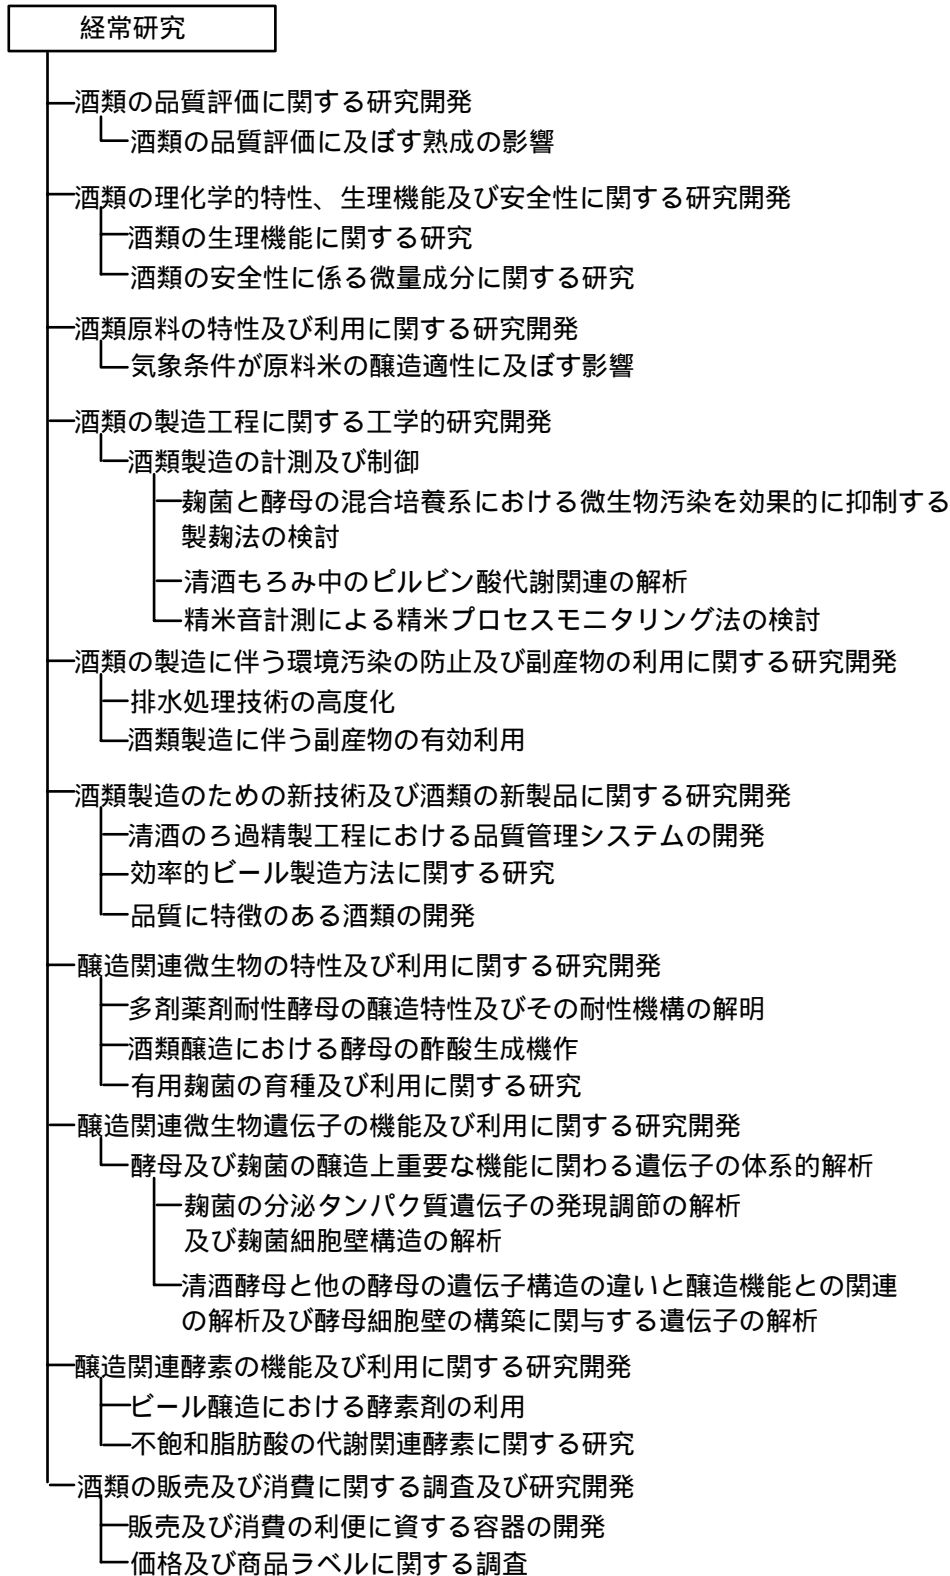 経常研究
酒類の品質評価に関する研究開発
酒類の品質評価に及ぼす熟成の影響
酒類の理化学的特性、生理機能及び安全性に関する研究開発
酒類の生理機能に関する研究
酒類の安全性に係る微量成分に関する研究
酒類原料の特性及び利用に関する研究開発
気象条件が原料米の醸造適性に及ぼす影響
酒類の製造工程に関する工学的研究開発
酒類製造の計測及び制御
麹菌と酵母の混合培養系における微生物汚染を効果的に抑制する
製麹法の検討
清酒もろみ中のピルビン酸代謝関連の解析
精米音計測による精米プロセスモニタリング法の検討
酒類の製造に伴う環境汚染の防止及び副産物の利用に関する研究開発
排水処理技術の高度化
酒類製造に伴う副産物の有効利用
酒類製造のための新技術及び酒類の新製品に関する研究開発
清酒のろ過精製工程における品質管理システムの開発
効率的ビール製造方法に関する研究
品質に特徴のある酒類の開発
醸造関連微生物の特性及び利用に関する研究開発
多剤薬剤耐性酵母の醸造特性及びその耐性機構の解明
酒類醸造における酵母の酢酸生成機作
有用麹菌の育種及び利用に関する研究
醸造関連微生物遺伝子の機能及び利用に関する研究開発
酵母及び麹菌の醸造上重要な機能に関わる遺伝子の体系的解析
麹菌の分泌タンパク質遺伝子の発現調節の解析
及び麹菌細胞壁構造の解析
清酒酵母と他の酵母の遺伝子構造の違いと醸造機能との関連
の解析及び酵母細胞壁の構築に関与する遺伝子の解析
醸造関連酵素の機能及び利用に関する研究開発
ビール醸造における酵素剤の利用
不飽和脂肪酸の代謝関連酵素に関する研究
酒類の販売及び消費に関する調査及び研究開発
販売及び消費の利便に資する容器の開発
価格及び商品ラベルに関する調査